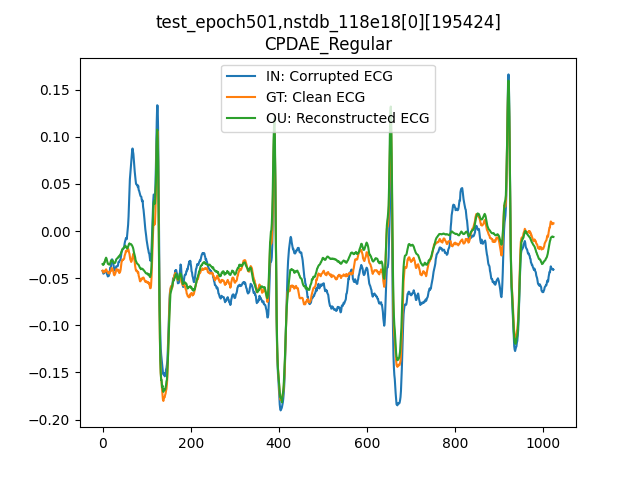 test_epoch501,nstdb_118e18[0][195424]
CPDAE_Regular
IN: Corrupted ECG
GT: Clean ECG
OU: Reconstructed ECG
0.15
0.10
0.05
0.00
−0.05
−0.10
−0.15
−0.20
0 200 400 600 800 1000